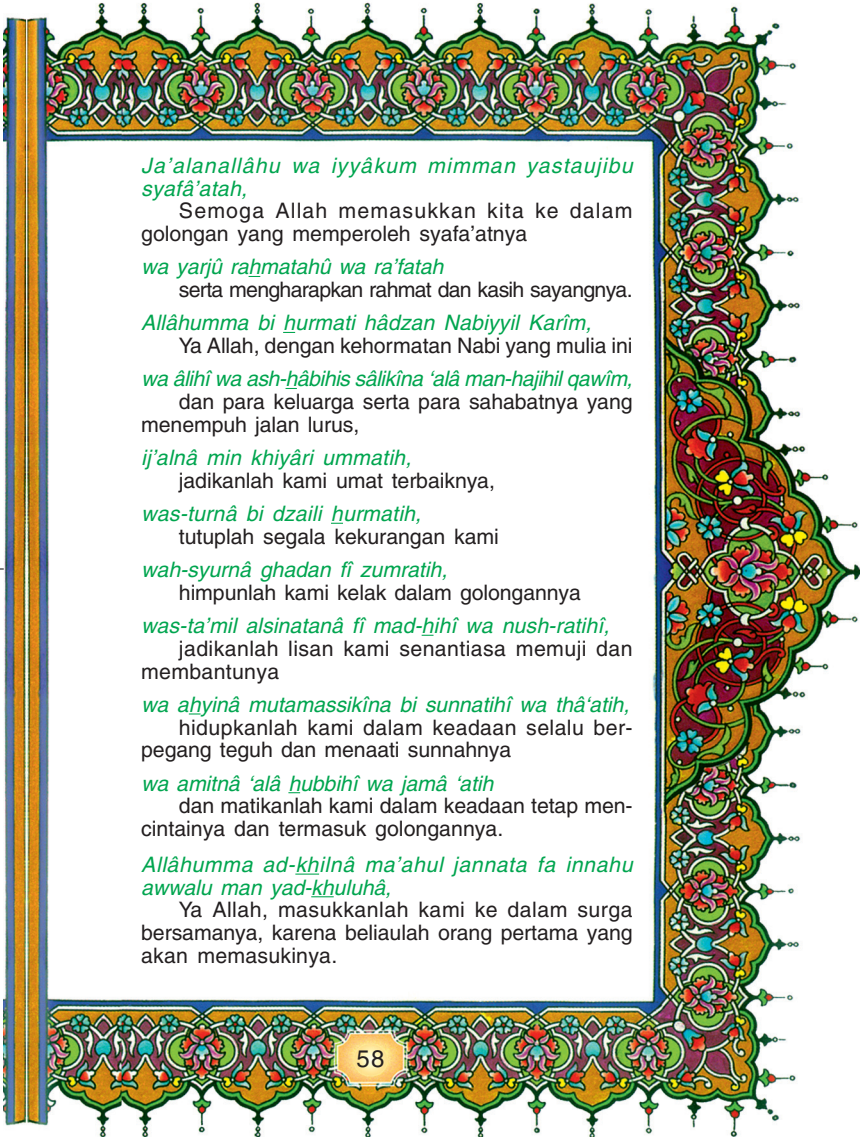 Ja’alanallâhu wa iyyâkum mimman yastaujibu
syafâ’atah,
Semoga Allah memasukkan kita ke dalam
golongan yang memperoleh syafa’atnya
wa yarjû rahmatahû wa ra’fatah
serta mengharapkan rahmat dan kasih sayangnya.
Allâhumma bi hurmati hâdzan Nabiyyil Karîm,
Ya Allah, dengan kehormatan Nabi yang mulia ini
wa âlihî wa ash-hâbihis sâlikîna ‘alâ man-hajihil qawîm,
dan para keluarga serta para sahabatnya yang
menempuh jalan lurus,
ij’alnâ min khiyâri ummatih,
jadikanlah kami umat terbaiknya,
was-turnâ bi dzaili hurmatih,
tutuplah segala kekurangan kami
wah-syurnâ ghadan fî zumratih,
himpunlah kami kelak dalam golongannya
was-ta’mil alsinatanâ fî mad-hihî wa nush-ratihî,
jadikanlah lisan kami senantiasa memuji dan
membantunya
wa ahyinâ mutamassikîna bi sunnatihî wa thâ‘atih,
hidupkanlah kami dalam keadaan selalu ber-
pegang teguh dan menaati sunnahnya
wa amitnâ ‘alâ hubbihî wa jamâ ‘atih
dan matikanlah kami dalam keadaan tetap men-
cintainya dan termasuk golongannya.
Allâhumma ad-khilnâ ma’ahul jannata fa innahu
awwalu man yad-khuluhâ,
Ya Allah, masukkanlah kami ke dalam surga
bersamanya, karena beliaulah orang pertama yang
akan memasukinya.
58